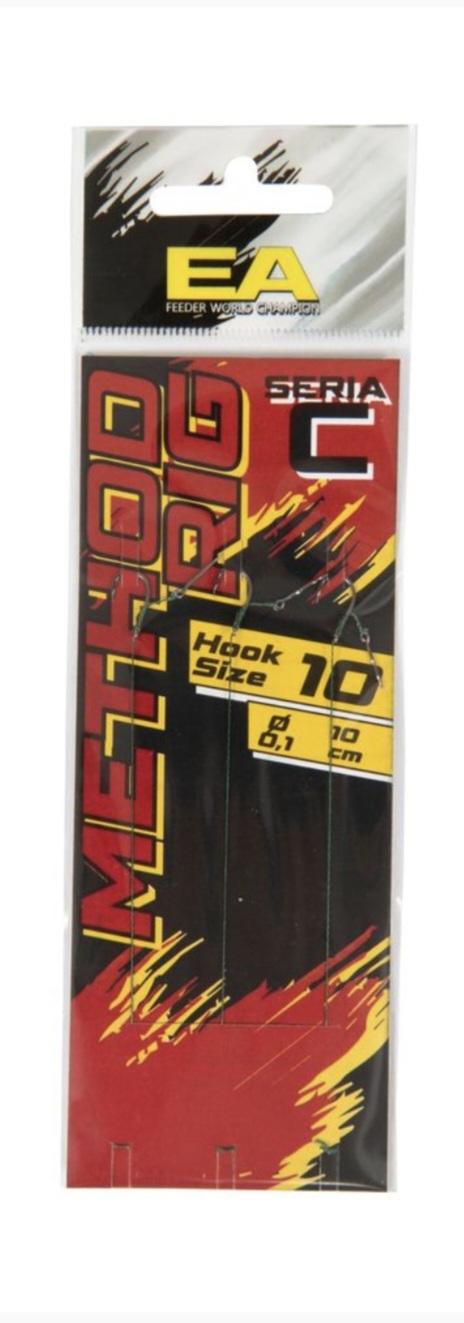 EA
FEEDER WORLD CHAMPION
METHOD
RIG
SERIA
C
Hook
Size 10
Ø
0,1
10
cm